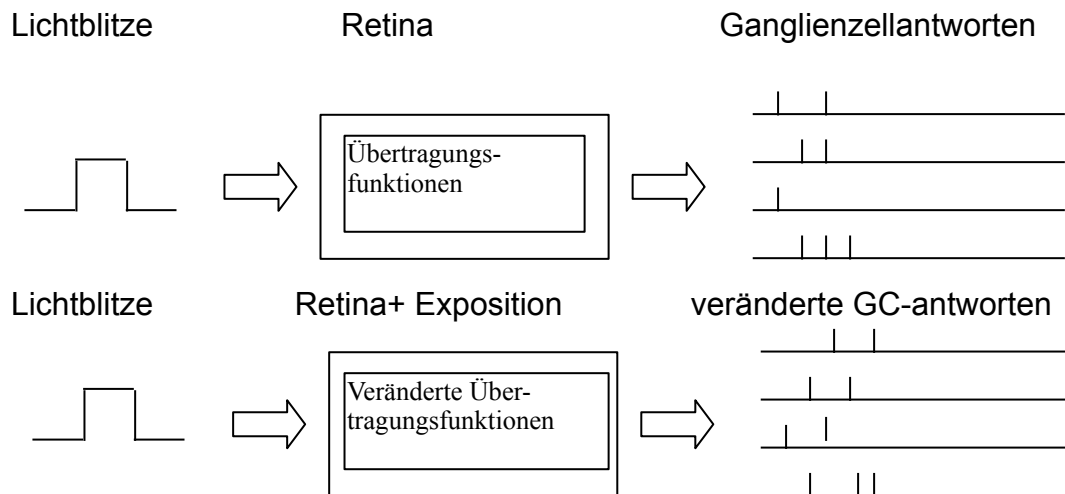 Lichtblitze Retina Ganglienzellantworten
Übertragungs-
funktionen
Lichtblitze Retina+ Exposition veränderte GC-antworten
Veränderte Über-
tragungsfunktionen